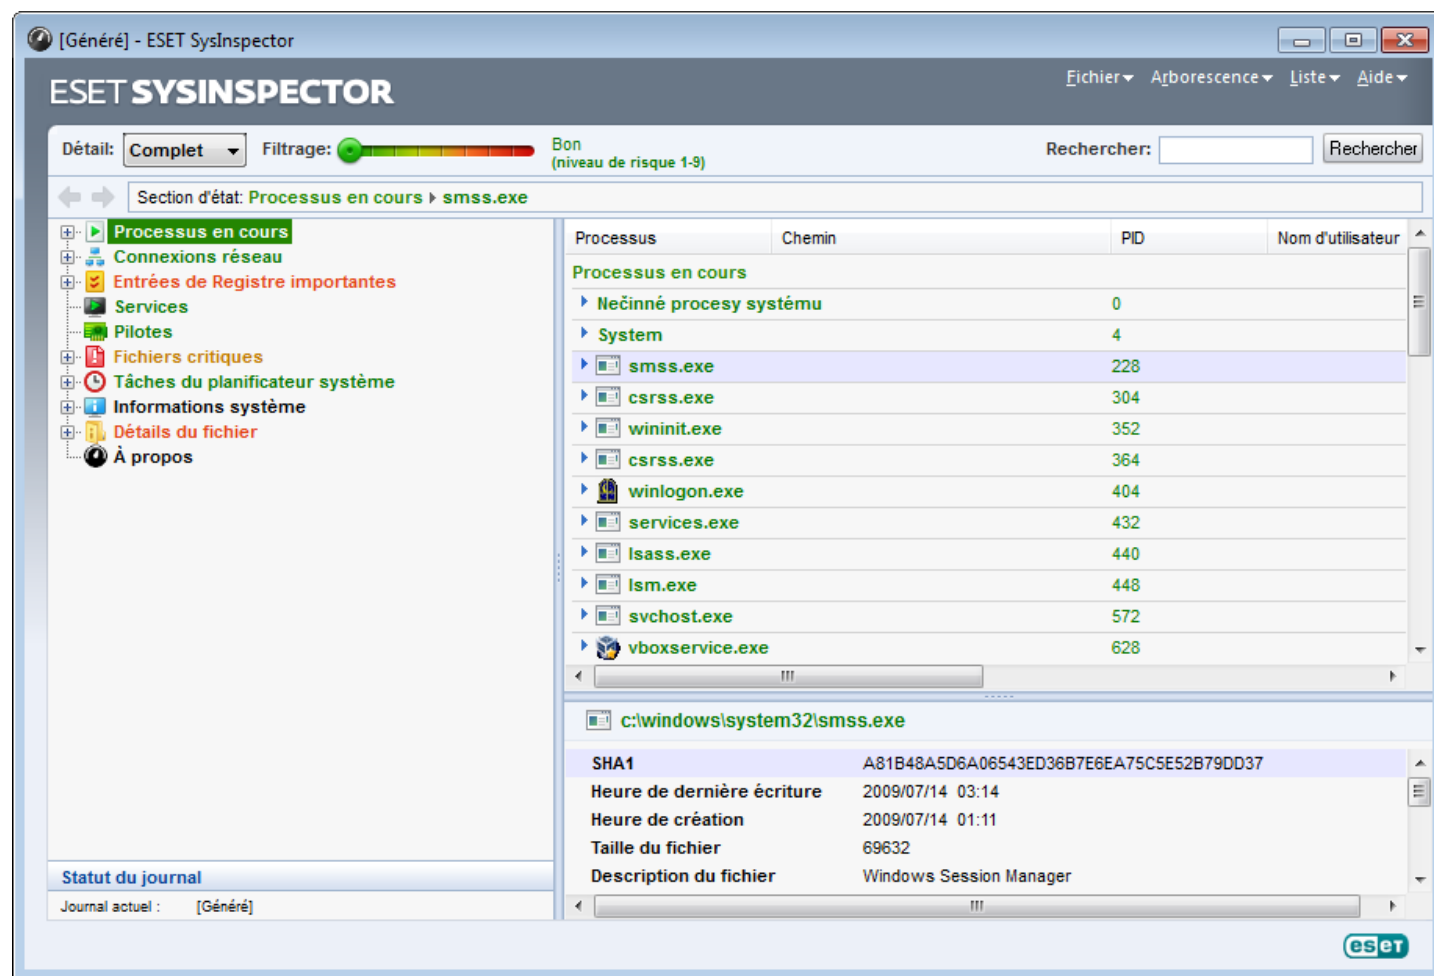 [Généré] - ESET SysInspector
ESET SYSINSPECTOR
Fichier Arborescence Liste Aide
Détail: Complet Filtrage: Bon Rechercher: Rechercher
(niveau de risque 1-9)
Section d'état: Processus en cours smss.exe
Processus en cours
Connexions réseau
Entrées de Registre importantes
Services
Pilotes
Fichiers critiques
Tâches du planificateur système
Informations système
Détails du fichier
À propos
Statut du journal
Journal actuel : [Généré]
Processus Chemin PID Nom d'utilisateur
Processus en cours
Nečinné procesy systému 0
System 4
smss.exe 228
csrss.exe 304
wininit.exe 352
csrss.exe 364
winlogon.exe 404
services.exe 432
lsass.exe 440
lsm.exe 448
svchost.exe 572
vboxservice.exe 628
c:\windows\system32\smss.exe
SHA1 A81B48A5D6A06543ED36B7E6EA75C5E52B79DD37
Heure de dernière écriture 2009/07/14 03:14
Heure de création 2009/07/14 01:11
Taille du fichier 69632
Description du fichier Windows Session Manager
eset